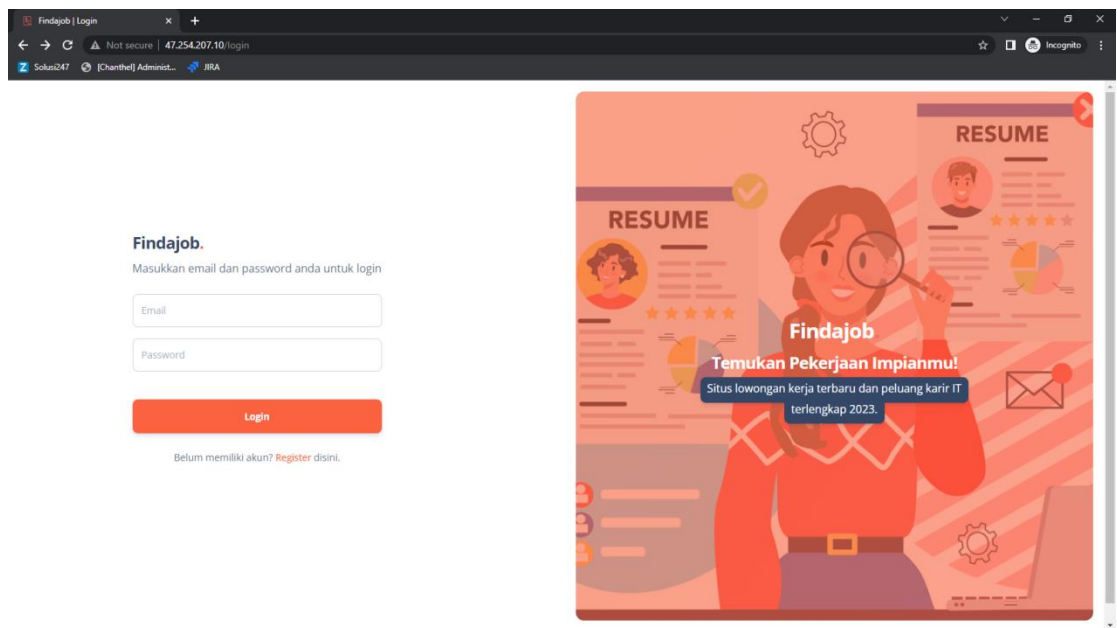 Findajob | Login
Not secure | 47.254.207.10/login
Incognito
Solusi247 [Chanthel] Administ... JIRA
Findajob.
Masukkan email dan password anda untuk login
Email
Password
Login
Belum memiliki akun? Register disini.
RESUME
RESUME
Findajob
Temukan Pekerjaan Impianmu!
Situs lowongan kerja terbaru dan peluang karir IT
terlengkap 2023.